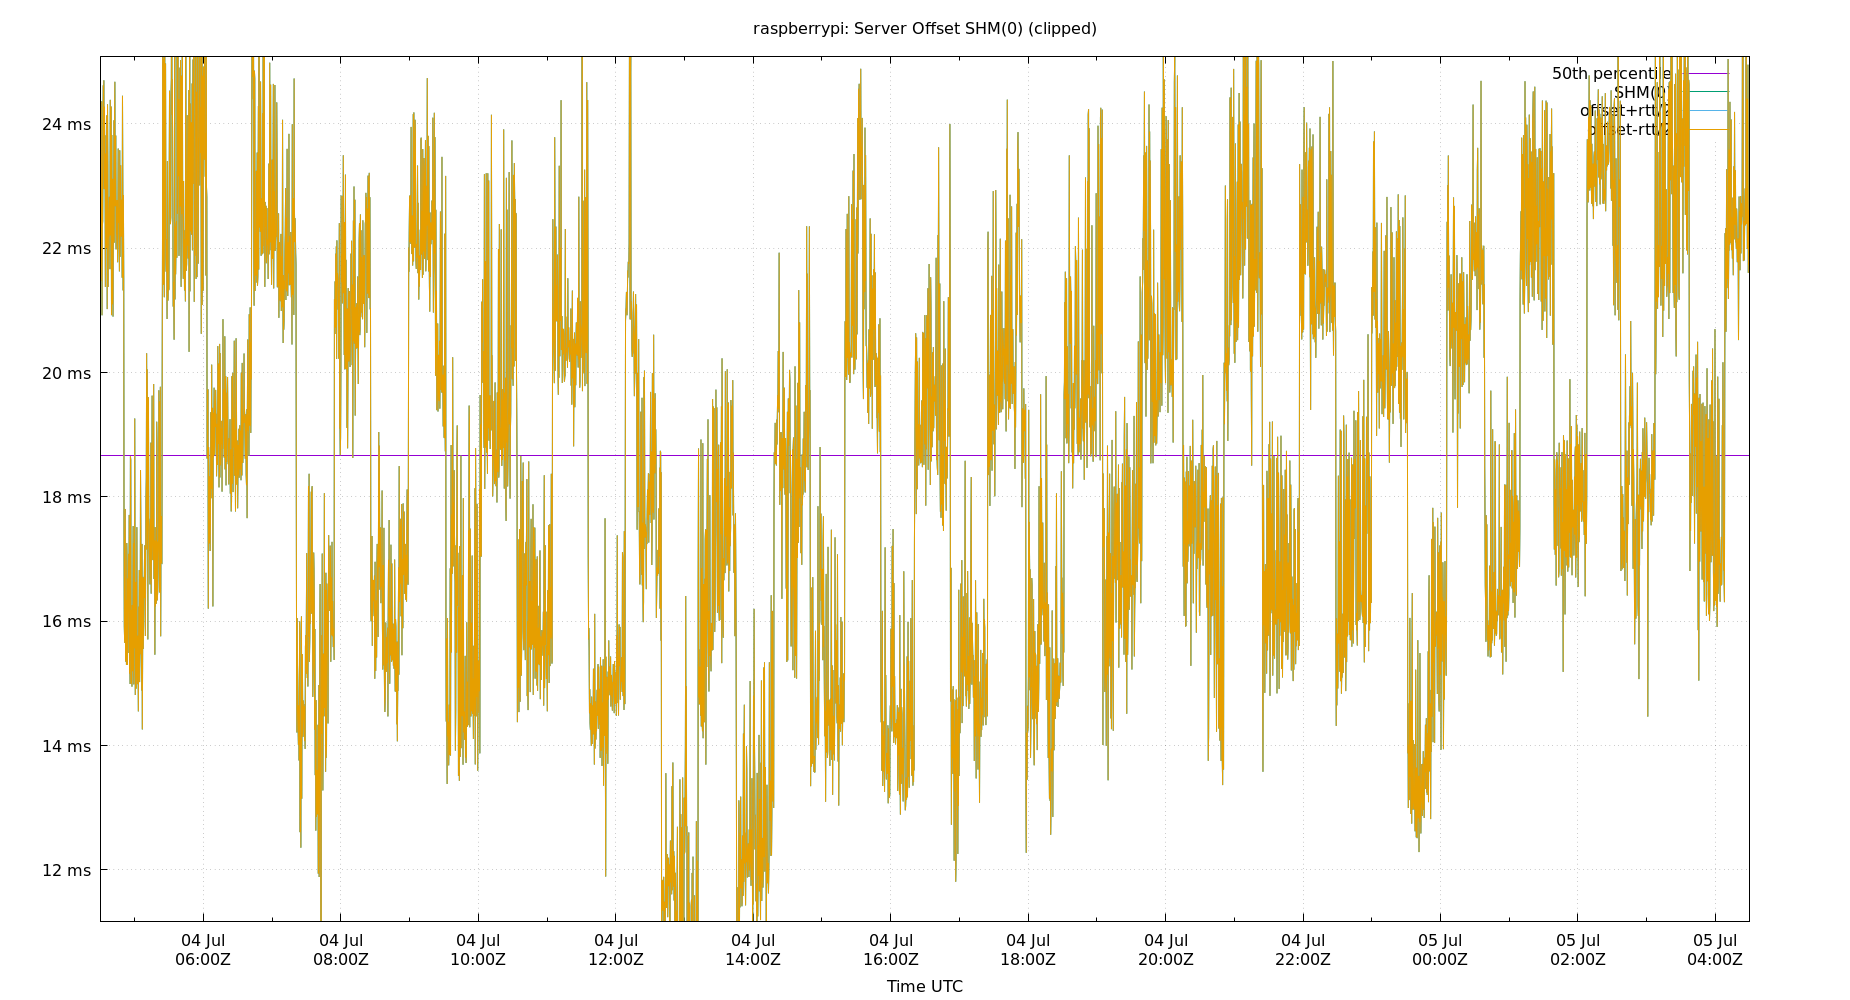 raspberrypi: Server Offset SHM(0) (clipped)
50th percentile
SHM(0)
offset+rtt/2
offset-rtt/2
24 ms
22 ms
20 ms
18 ms
16 ms
14 ms
12 ms
04 Jul 04 Jul 04 Jul 04 Jul 04 Jul 04 Jul 04 Jul 04 Jul 04 Jul 05 Jul 05 Jul 05 Jul
06:00Z 08:00Z 10:00Z 12:00Z 14:00Z 16:00Z 18:00Z 20:00Z 22:00Z 00:00Z 02:00Z 04:00Z
Time UTC